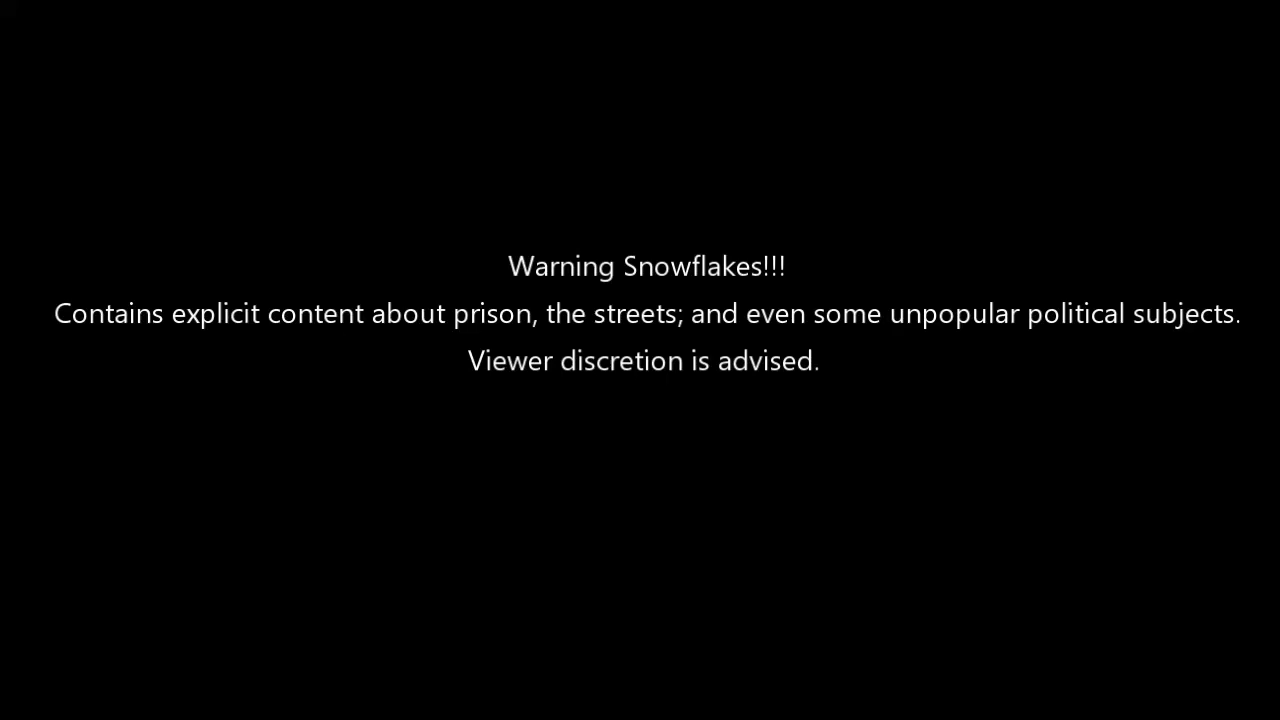 Warning Snowflakes!!!
Contains explicit content about prison, the streets; and even some unpopular political subjects.
Viewer discretion is advised.